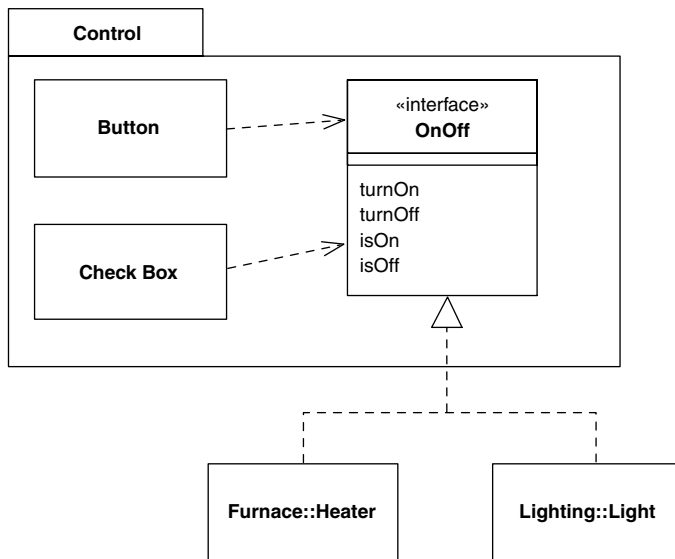 Control
Button
«interface»
OnOff
turnOn
turnOff
isOn
isOff
Check Box
Furnace::Heater
Lighting::Light